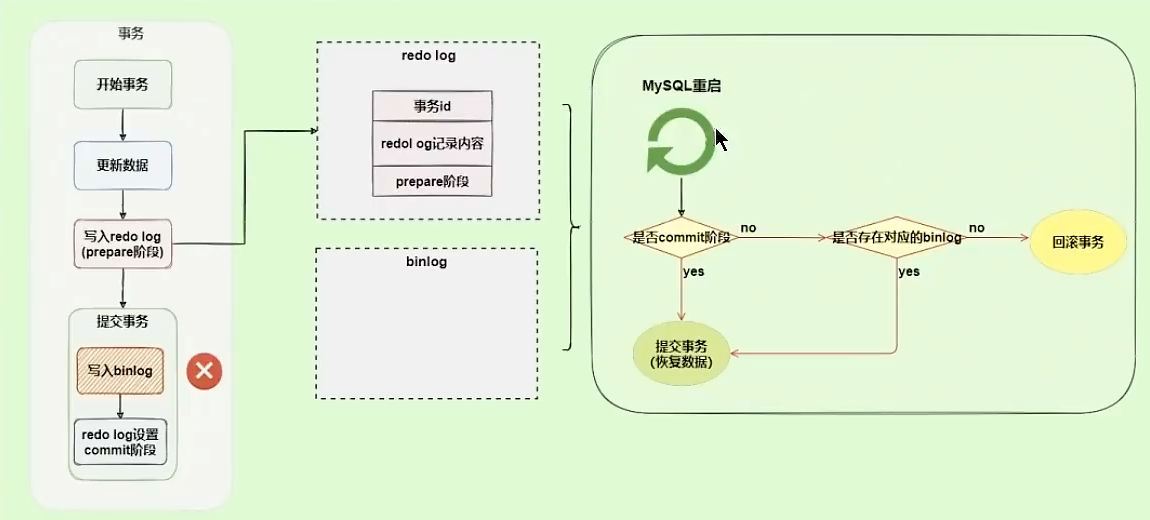 事务
开始事务
更新数据
写入redo log
(prepare阶段)
提交事务
写入binlog
redo log设置
commit阶段
redo log
事务id
redol og记录内容
prepare阶段
binlog
MySQL重启
是否commit阶段
no
是否存在对应的binlog
no
回滚事务
yes
yes
提交事务
(恢复数据)